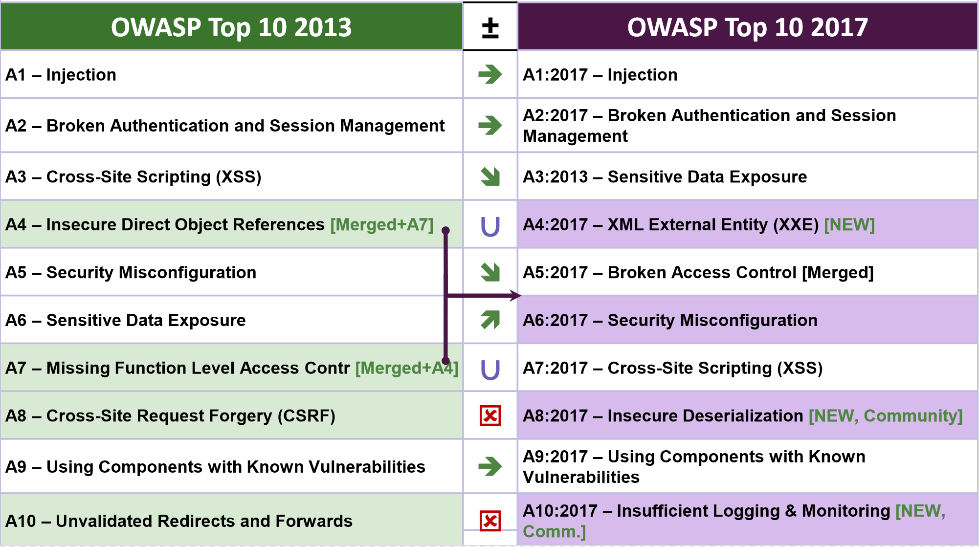 OWASP Top 10 2013 ± OWASP Top 10 2017
A1 – Injection A1:2017 – Injection
A2 – Broken Authentication and Session Management A2:2017 – Broken Authentication and Session
Management
A3 – Cross-Site Scripting (XSS) A3:2013 – Sensitive Data Exposure
A4 – Insecure Direct Object References [Merged+A7] U A4:2017 – XML External Entity (XXE) [NEW]
A5 – Security Misconfiguration A5:2017 – Broken Access Control [Merged]
A6 – Sensitive Data Exposure A6:2017 – Security Misconfiguration
A7 – Missing Function Level Access Contr [Merged+A4] U A7:2017 – Cross-Site Scripting (XSS)
A8 – Cross-Site Request Forgery (CSRF) A8:2017 – Insecure Deserialization [NEW, Community]
A9 – Using Components with Known Vulnerabilities A9:2017 – Using Components with Known
Vulnerabilities
A10 – Unvalidated Redirects and Forwards A10:2017 – Insufficient Logging & Monitoring [NEW,
Comm.]